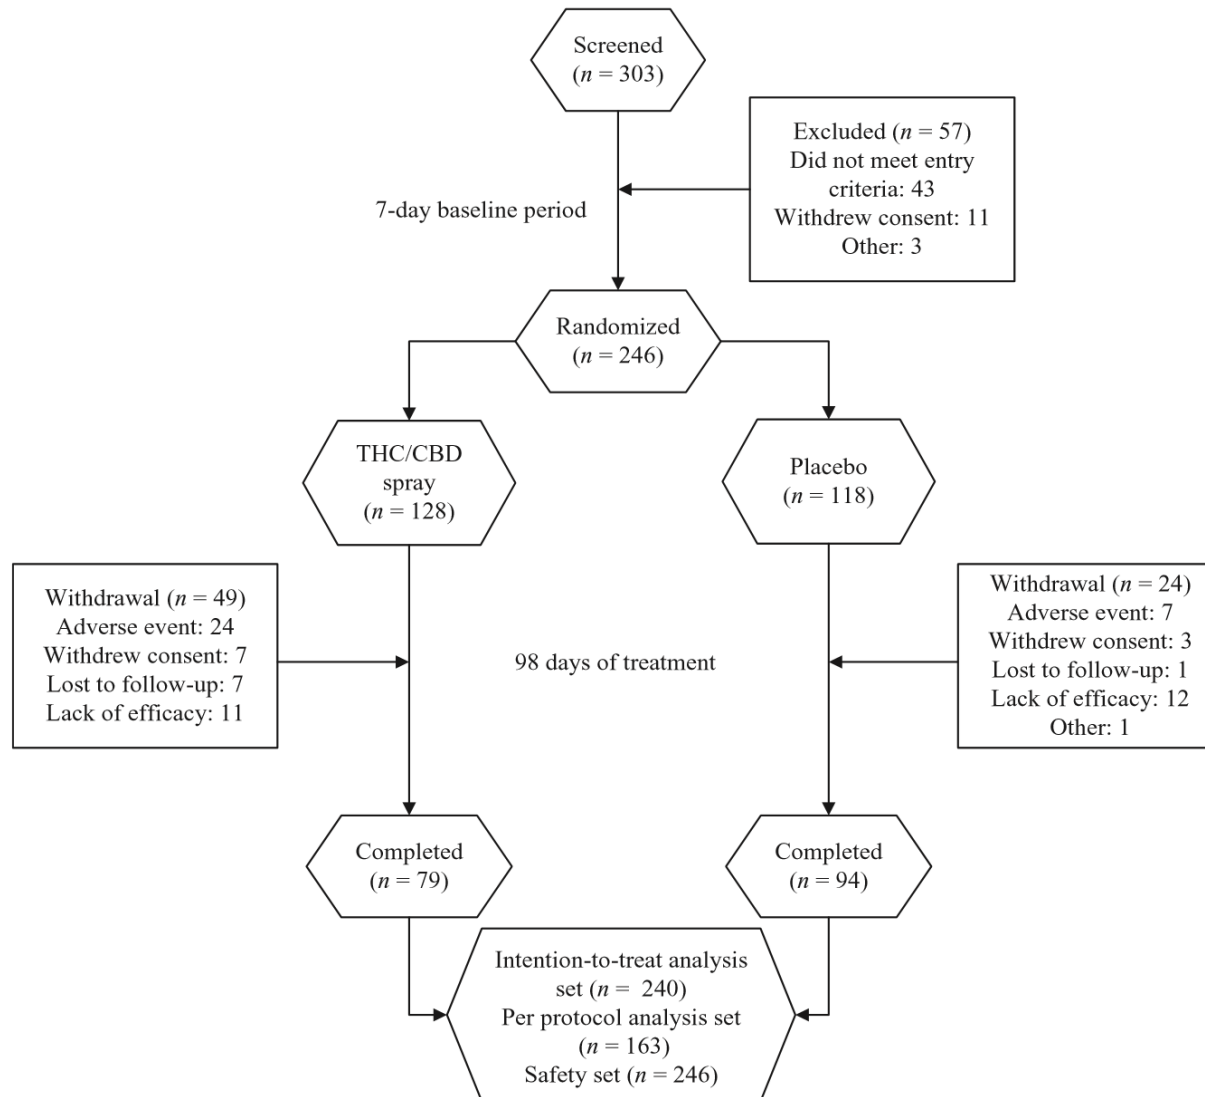 Screened
(n = 303)
Excluded (n = 57)
Did not meet entry
criteria: 43
Withdrew consent: 11
Other: 3
7-day baseline period
Randomized
(n = 246)
THC/CBD
spray
(n = 128)
Placebo
(n = 118)
Withdrawal (n = 49)
Adverse event: 24
Withdrew consent: 7
Lost to follow-up: 7
Lack of efficacy: 11
98 days of treatment
Withdrawal (n = 24)
Adverse event: 7
Withdrew consent: 3
Lost to follow-up: 1
Lack of efficacy: 12
Other: 1
Completed
(n = 79)
Completed
(n = 94)
Intention-to-treat analysis
set (n =  240)
Per protocol analysis set
(n = 163)
Safety set (n = 246)